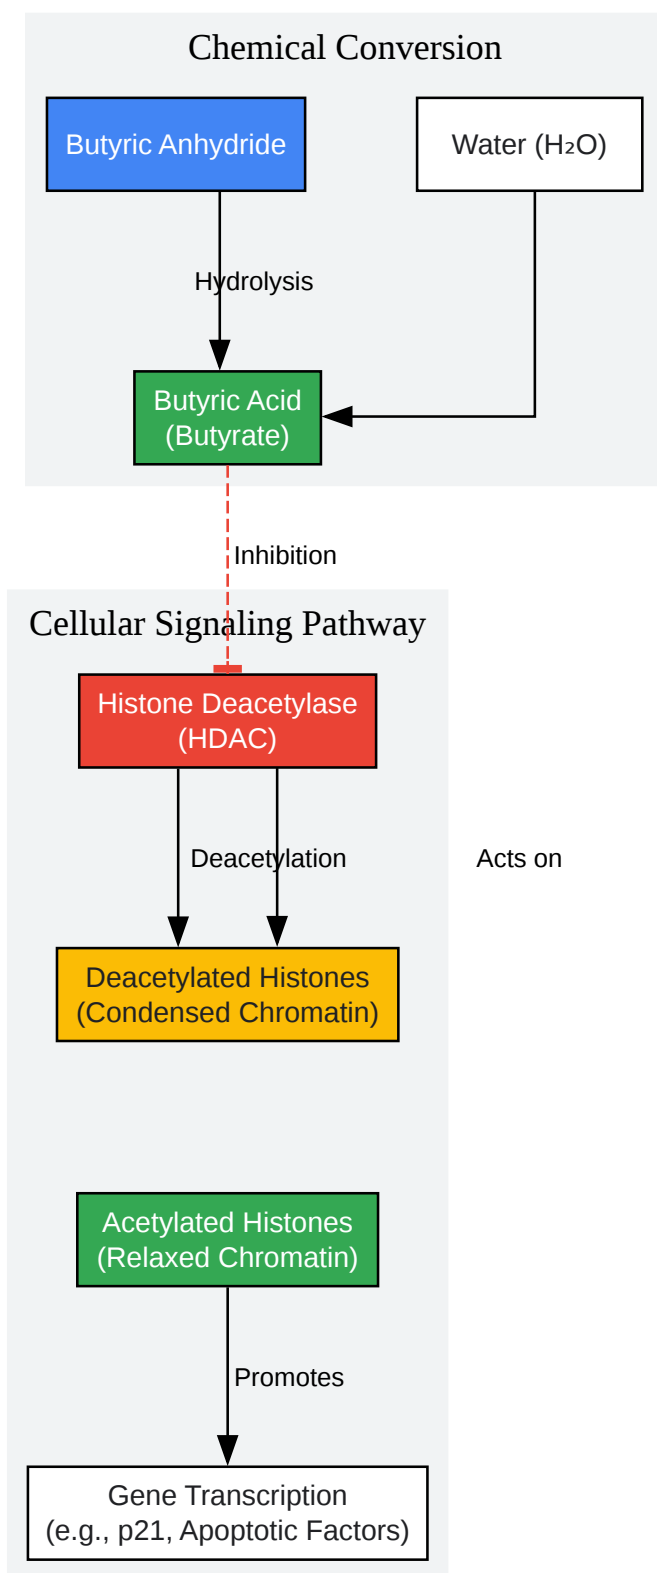 Chemical Conversion
Butyric Anhydride
Water (H₂O)
Hydrolysis
Butyric Acid
(Butyrate)
Inhibition
Cellular Signaling Pathway
Histone Deacetylase
(HDAC)
Deacetylation
Acts on
Deacetylated Histones
(Condensed Chromatin)
Acetylated Histones
(Relaxed Chromatin)
Promotes
Gene Transcription
(e.g., p21, Apoptotic Factors)